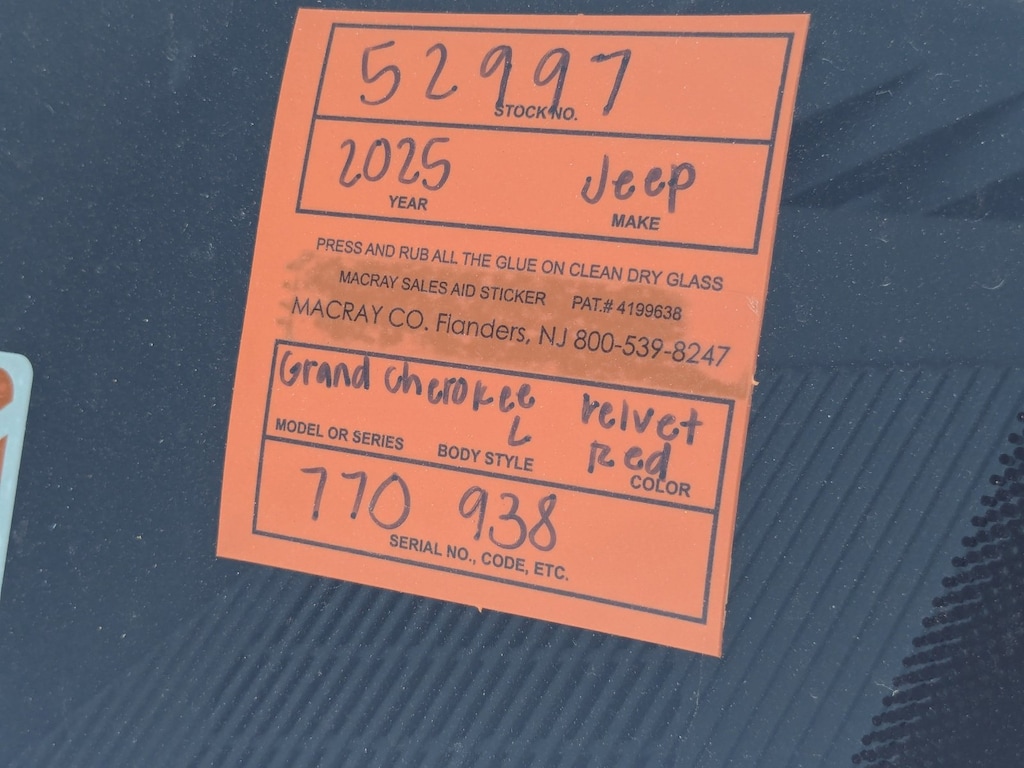 52997
STOCK NO.
2025 Jeep
YEAR MAKE
PRESS AND RUB ALL THE GLUE ON CLEAN DRY GLASS
MACRAY SALES AID STICKER PAT.# 4199638
MACRAY CO. Flanders, NJ 800-539-8247
Grand Cherokee velvet
L Red
MODEL OR SERIES BODY STYLE COLOR
770 938
SERIAL NO., CODE, ETC.